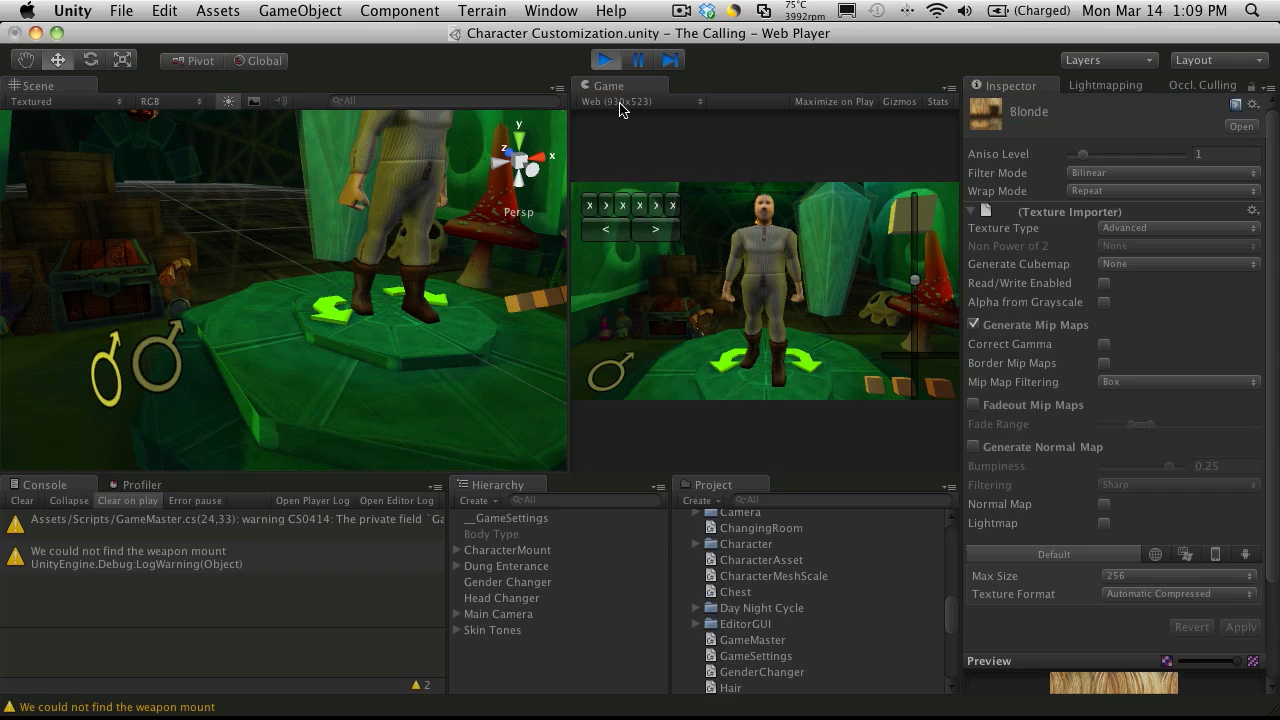 Unity File Edit Assets GameObject Component Terrain Window Help 75°C 3992rpm (Charged) Mon Mar 14 1:09 PM
Character Customization.unity - The Calling - Web Player
Pivot Global Layers Layout
Scene
Textured RGB All
y
z x
Persp
Game
Maximize on Play Gizmos Stats
x > x x > x
< >
Inspector Lightmapping Occl. Culling
Blonde
Open
Aniso Level 1
Filter Mode Bilinear
Wrap Mode Repeat
(Texture Importer)
Texture Type Advanced
Non Power of 2 None
Generate Cubemap None
Read/Write Enabled
Alpha from Grayscale
Generate Mip Maps
Correct Gamma
Border Mip Maps
Mip Map Filtering Box
Fadeout Mip Maps
Fade Range
Generate Normal Map
Bumpiness 0.25
Filtering Sharp
Normal Map
Lightmap
Default
Max Size 256
Texture Format Automatic Compressed
Revert Apply
Preview
Console Profiler
Clear Collapse Clear on play Error pause Open Player Log Open Editor Log
Assets/Scripts/GameMaster.cs(24,33): warning CS0414: The private field `Ga
We could not find the weapon mount
UnityEngine.Debug:LogWarning(Object)
2
Hierarchy
Create All
__GameSettings
Body Type
CharacterMount
Dung Enterance
Gender Changer
Head Changer
Main Camera
Skin Tones
Project
Create All
Camera
ChangingRoom
Character
CharacterAsset
CharacterMeshScale
Chest
Day Night Cycle
EditorGUI
GameMaster
GameSettings
GenderChanger
Hair
We could not find the weapon mount